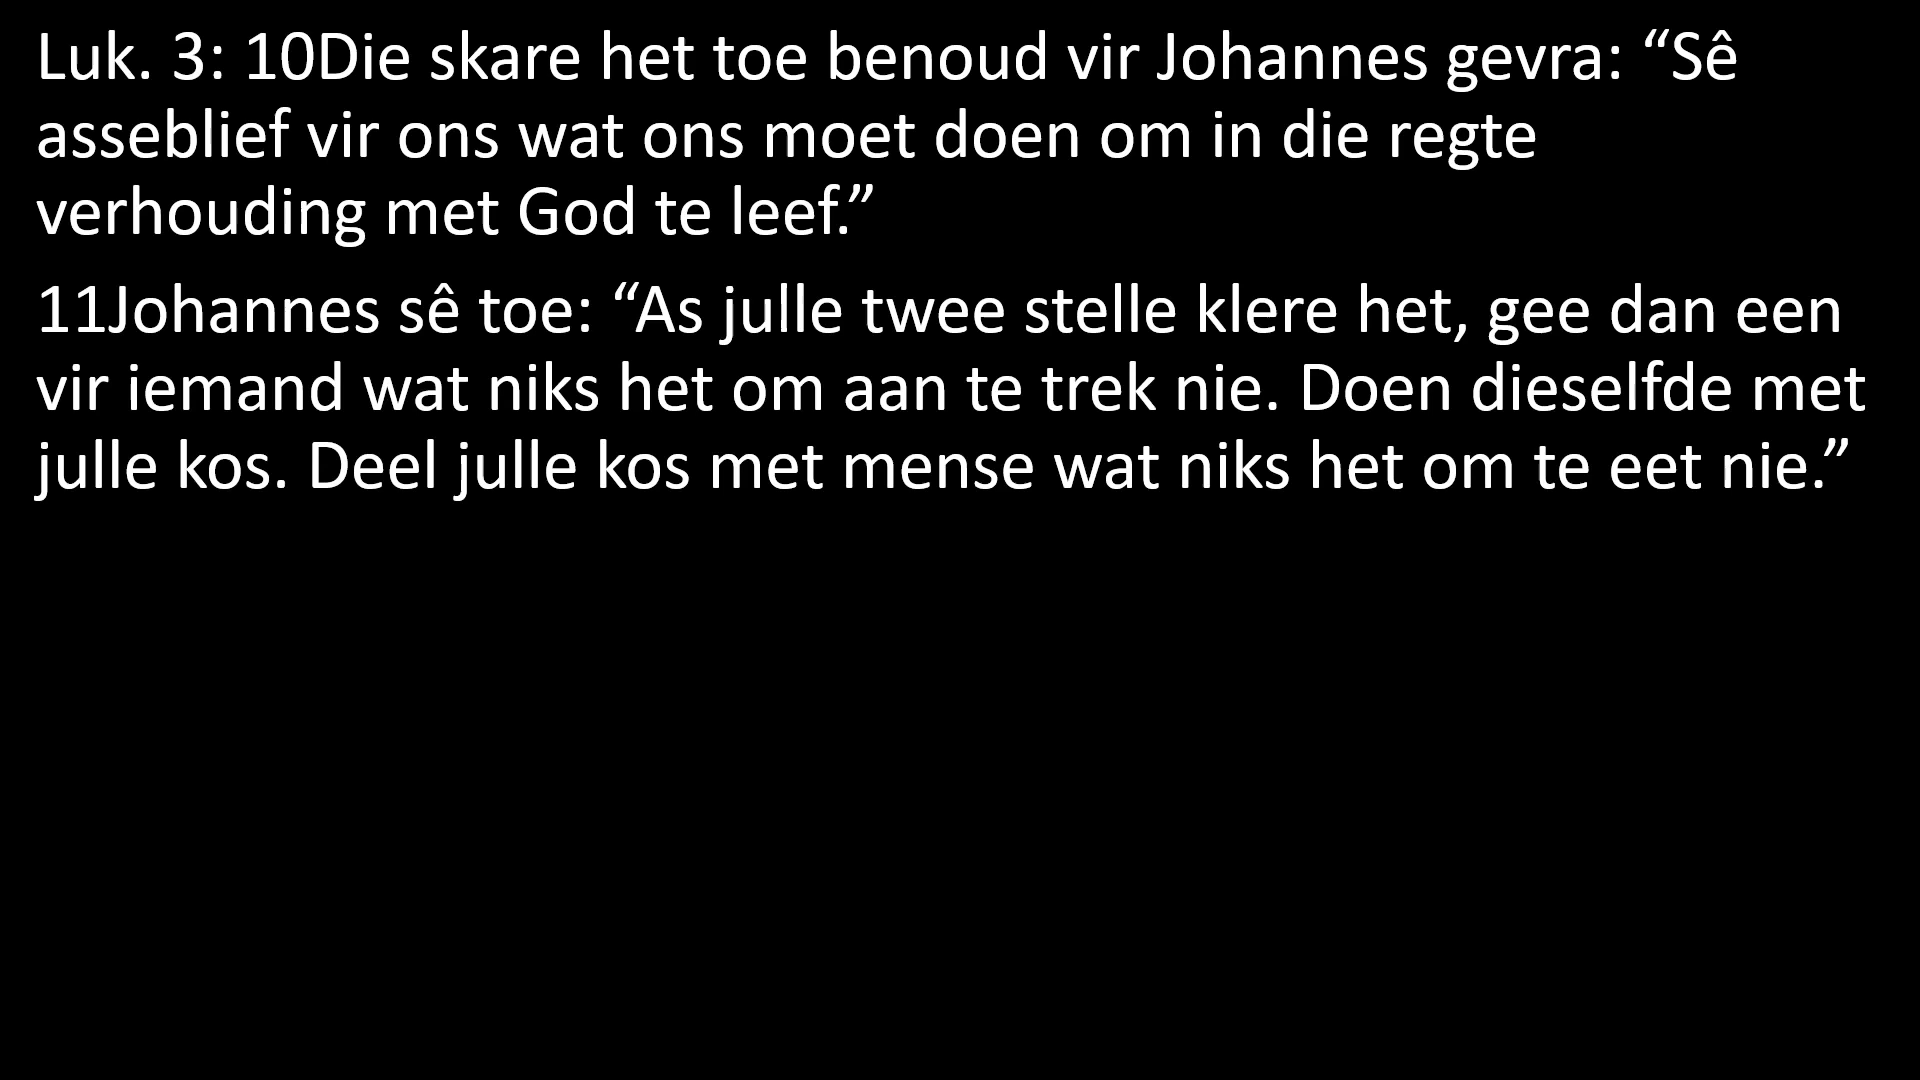 Luk. 3: 10Die skare het toe benoud vir Johannes gevra: “Sê
asseblief vir ons wat ons moet doen om in die regte
verhouding met God te leef.”
11Johannes sê toe: “As julle twee stelle klere het, gee dan een
vir iemand wat niks het om aan te trek nie. Doen dieselfde met
julle kos. Deel julle kos met mense wat niks het om te eet nie.”